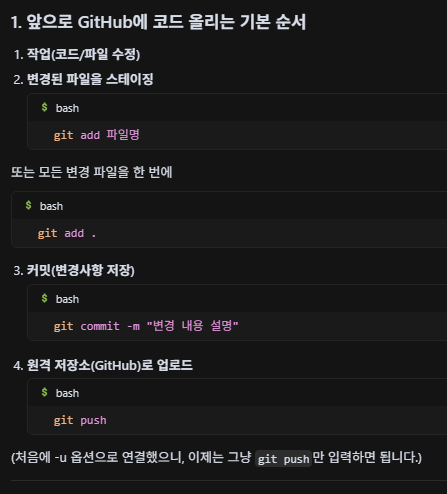 1. 앞으로 GitHub에 코드 올리는 기본 순서
1. 작업(코드/파일 수정)
2. 변경된 파일을 스테이징
$ bash
git add 파일명
또는 모든 변경 파일을 한 번에
$ bash
git add .
3. 커밋(변경사항 저장)
$ bash
git commit -m "변경 내용 설명"
4. 원격 저장소(GitHub)로 업로드
$ bash
git push
(처음에 -u 옵션으로 연결했으니, 이제는 그냥 git push만 입력하면 됩니다.)